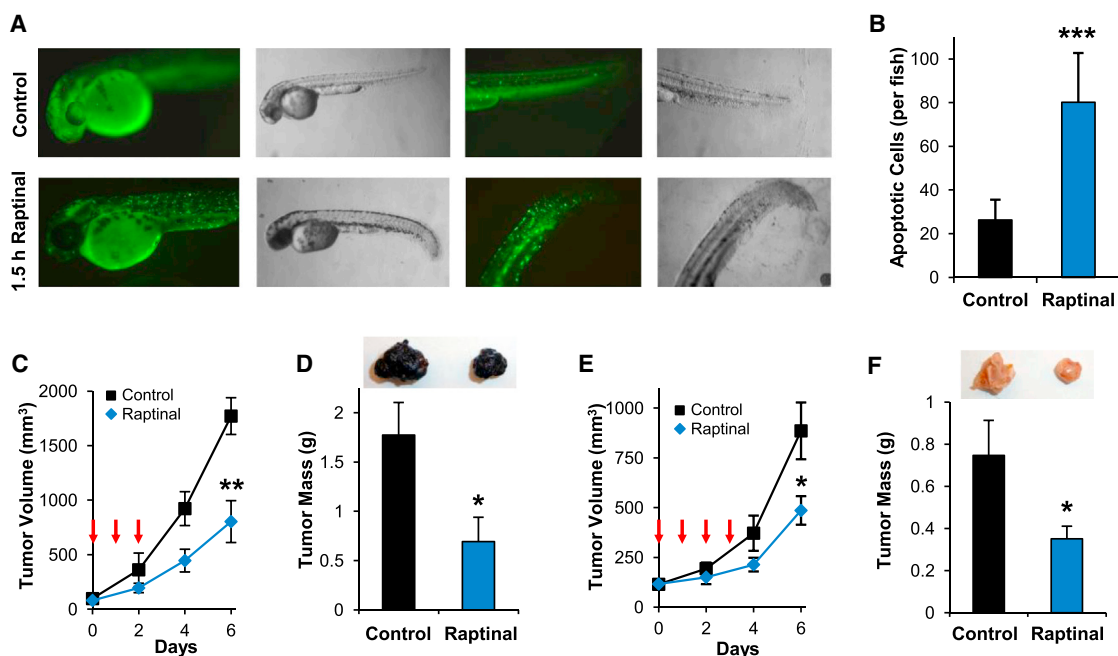 A
Control
1.5 h Raptinal
B
Apoptotic Cells (per fish)
100
80
60
40
20
0
***
Control
Raptinal
C
Tumor Volume (mm³)
2000
1500
1000
500
0
Control
Raptinal
**
0 2 4 6
Days
D
Tumor Mass (g)
2
1.5
1
0.5
0
*
Control Raptinal
E
Tumor Volume (mm³)
1000
750
500
250
0
Control
Raptinal
*
0 2 4 6
Days
F
Tumor Mass (g)
1
0.8
0.6
0.4
0.2
0
*
Control Raptinal